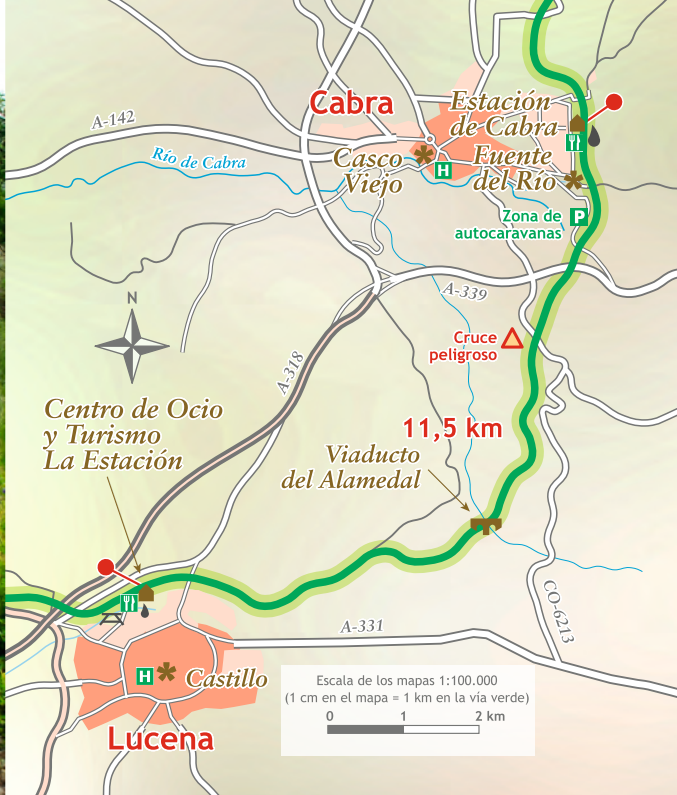 Cabra
Estación
de Cabra
A-142
Río de Cabra
Casco
Viejo
H
Fuente
del Río
Zona de
autocaravanas
P
A-339
N
Cruce
peligroso
A-318
Centro de Ocio
y Turismo
La Estación
11,5 km
Viaducto
del Alamedal
CO-6213
A-331
H
Castillo
Lucena
Escala de los mapas 1:100.000
(1 cm en el mapa = 1 km en la vía verde)
0 1 2 km